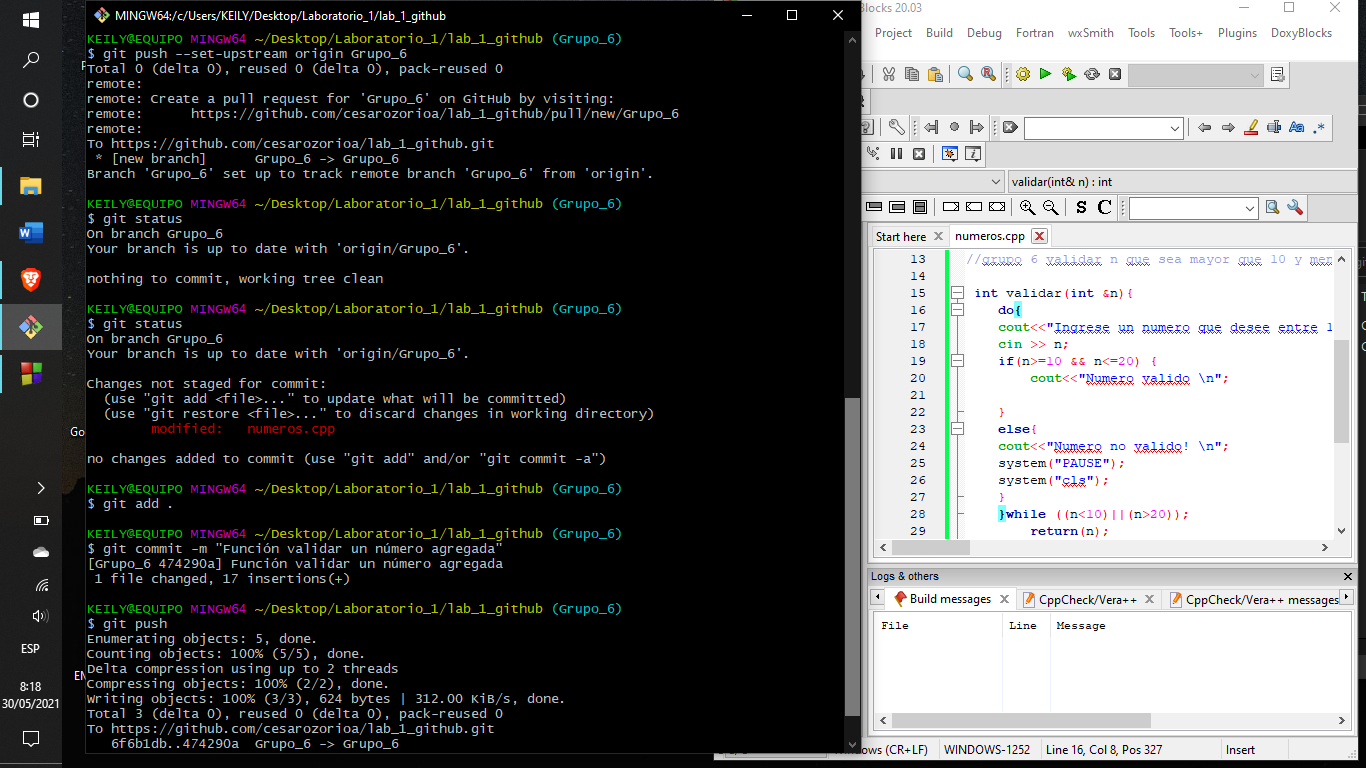 MINGW64:/c/Users/KEILY/Desktop/Laboratorio_1/lab_1_github
KEILY@EQUIPO MINGW64 ~/Desktop/Laboratorio_1/lab_1_github (Grupo_6)
$ git push --set-upstream origin Grupo_6
Total 0 (delta 0), reused 0 (delta 0), pack-reused 0
remote:
remote: Create a pull request for 'Grupo_6' on GitHub by visiting:
remote:      https://github.com/cesarozorioa/lab_1_github/pull/new/Grupo_6
remote:
To https://github.com/cesarozorioa/lab_1_github.git
 * [new branch]      Grupo_6 -> Grupo_6
Branch 'Grupo_6' set up to track remote branch 'Grupo_6' from 'origin'.
KEILY@EQUIPO MINGW64 ~/Desktop/Laboratorio_1/lab_1_github (Grupo_6)
$ git status
On branch Grupo_6
Your branch is up to date with 'origin/Grupo_6'.
nothing to commit, working tree clean
KEILY@EQUIPO MINGW64 ~/Desktop/Laboratorio_1/lab_1_github (Grupo_6)
$ git status
On branch Grupo_6
Your branch is up to date with 'origin/Grupo_6'.
Changes not staged for commit:
  (use "git add <file>..." to update what will be committed)
  (use "git restore <file>..." to discard changes in working directory)
        modified:   numeros.cpp
no changes added to commit (use "git add" and/or "git commit -a")
KEILY@EQUIPO MINGW64 ~/Desktop/Laboratorio_1/lab_1_github (Grupo_6)
$ git add .
KEILY@EQUIPO MINGW64 ~/Desktop/Laboratorio_1/lab_1_github (Grupo_6)
$ git commit -m "Función validar un número agregada"
[Grupo_6 474290a] Función validar un número agregada
 1 file changed, 17 insertions(+)
KEILY@EQUIPO MINGW64 ~/Desktop/Laboratorio_1/lab_1_github (Grupo_6)
$ git push
Enumerating objects: 5, done.
Counting objects: 100% (5/5), done.
Delta compression using up to 2 threads
Compressing objects: 100% (2/2), done.
Writing objects: 100% (3/3), 624 bytes | 312.00 KiB/s, done.
Total 3 (delta 0), reused 0 (delta 0), pack-reused 0
To https://github.com/cesarozorioa/lab_1_github.git
   6f6b1db..474290a  Grupo_6 -> Grupo_6
Blocks 20.03
Project Build Debug Fortran wxSmith Tools Tools+ Plugins DoxyBlocks
Aa .*
validar(int& n) : int
S C
Start here numeros.cpp
13 //grupo 6 validar n que sea mayor que 10 y men
14
15 int validar(int &n){
16 do{
17 cout<<"Ingrese un numero que desee entre 1
18 cin >> n;
19 if(n>=10 && n<=20) {
20 cout<<"Numero valido \n";
21
22 }
23 else{
24 cout<<"Numero no valido! \n";
25 system("PAUSE");
26 system("cls");
27 }
28 }while ((n<10)||(n>20));
29 return(n);
Logs & others
Build messages CppCheck/Vera++ CppCheck/Vera++ messages
File Line Message
(CR+LF) WINDOWS-1252 Line 16, Col 8, Pos 327 Insert
Go
ESP
8:18
30/05/2021